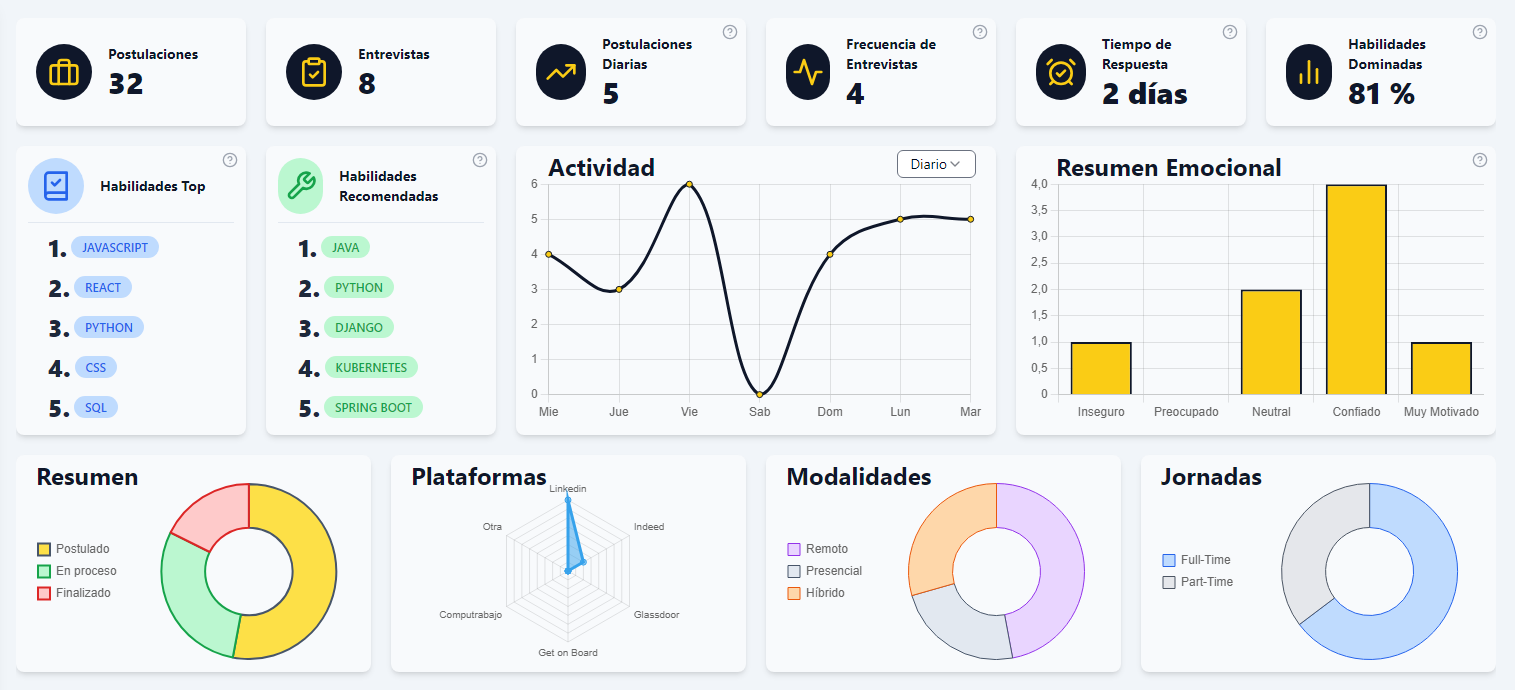 Postulaciones
32
Entrevistas
8
Postulaciones
Diarias
5
Frecuencia de
Entrevistas
4
Tiempo de
Respuesta
2 días
Habilidades
Dominadas
81 %
Habilidades Top
1. JAVASCRIPT
2. REACT
3. PYTHON
4. CSS
5. SQL
Habilidades
Recomendadas
1. JAVA
2. PYTHON
3. DJANGO
4. KUBERNETES
5. SPRING BOOT
Actividad
Diario
6
5
4
3
2
1
0
Mie Jue Vie Sab Dom Lun Mar
Resumen Emocional
4,0
3,5
3,0
2,5
2,0
1,5
1,0
0,5
0
Inseguro Preocupado Neutral Confiado Muy Motivado
Resumen
Postulado
En proceso
Finalizado
Plataformas
Linkedin
Otra
Indeed
Computrabajo
Glassdoor
Get on Board
Modalidades
Remoto
Presencial
Híbrido
Jornadas
Full-Time
Part-Time